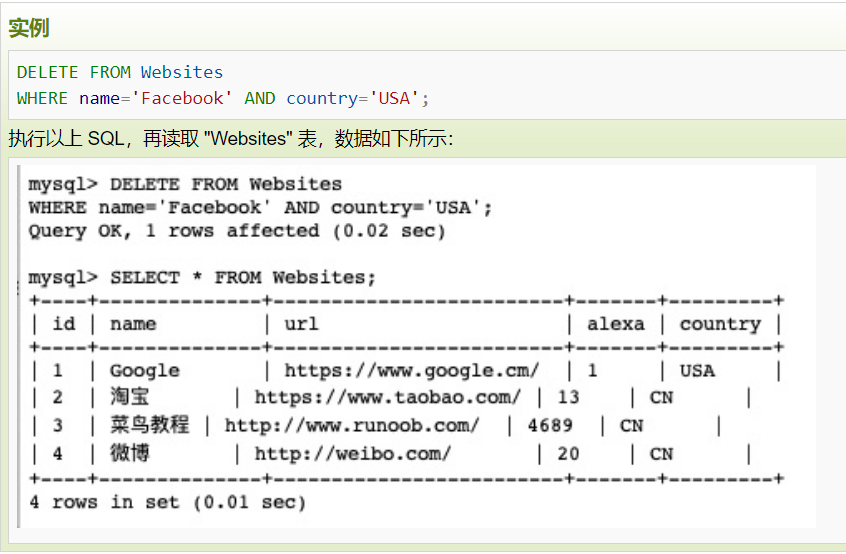 实例
DELETE FROM Websites
WHERE name='Facebook' AND country='USA';
执行以上 SQL，再读取 "Websites" 表，数据如下所示：
mysql> DELETE FROM Websites
WHERE name='Facebook' AND country='USA';
Query OK, 1 rows affected (0.02 sec)
mysql> SELECT * FROM Websites;
+----+--------------+-------------------------+-------+---------+
| id | name         | url                     | alexa | country |
+----+--------------+-------------------------+-------+---------+
| 1  | Google       | https://www.google.cm/  | 1     | USA     |
| 2  | 淘宝       | https://www.taobao.com/ | 13    | CN      |
| 3  | 菜鸟教程 | http://www.runoob.com/  | 4689  | CN      |
| 4  | 微博       | http://weibo.com/       | 20    | CN      |
+----+--------------+-------------------------+-------+---------+
4 rows in set (0.01 sec)